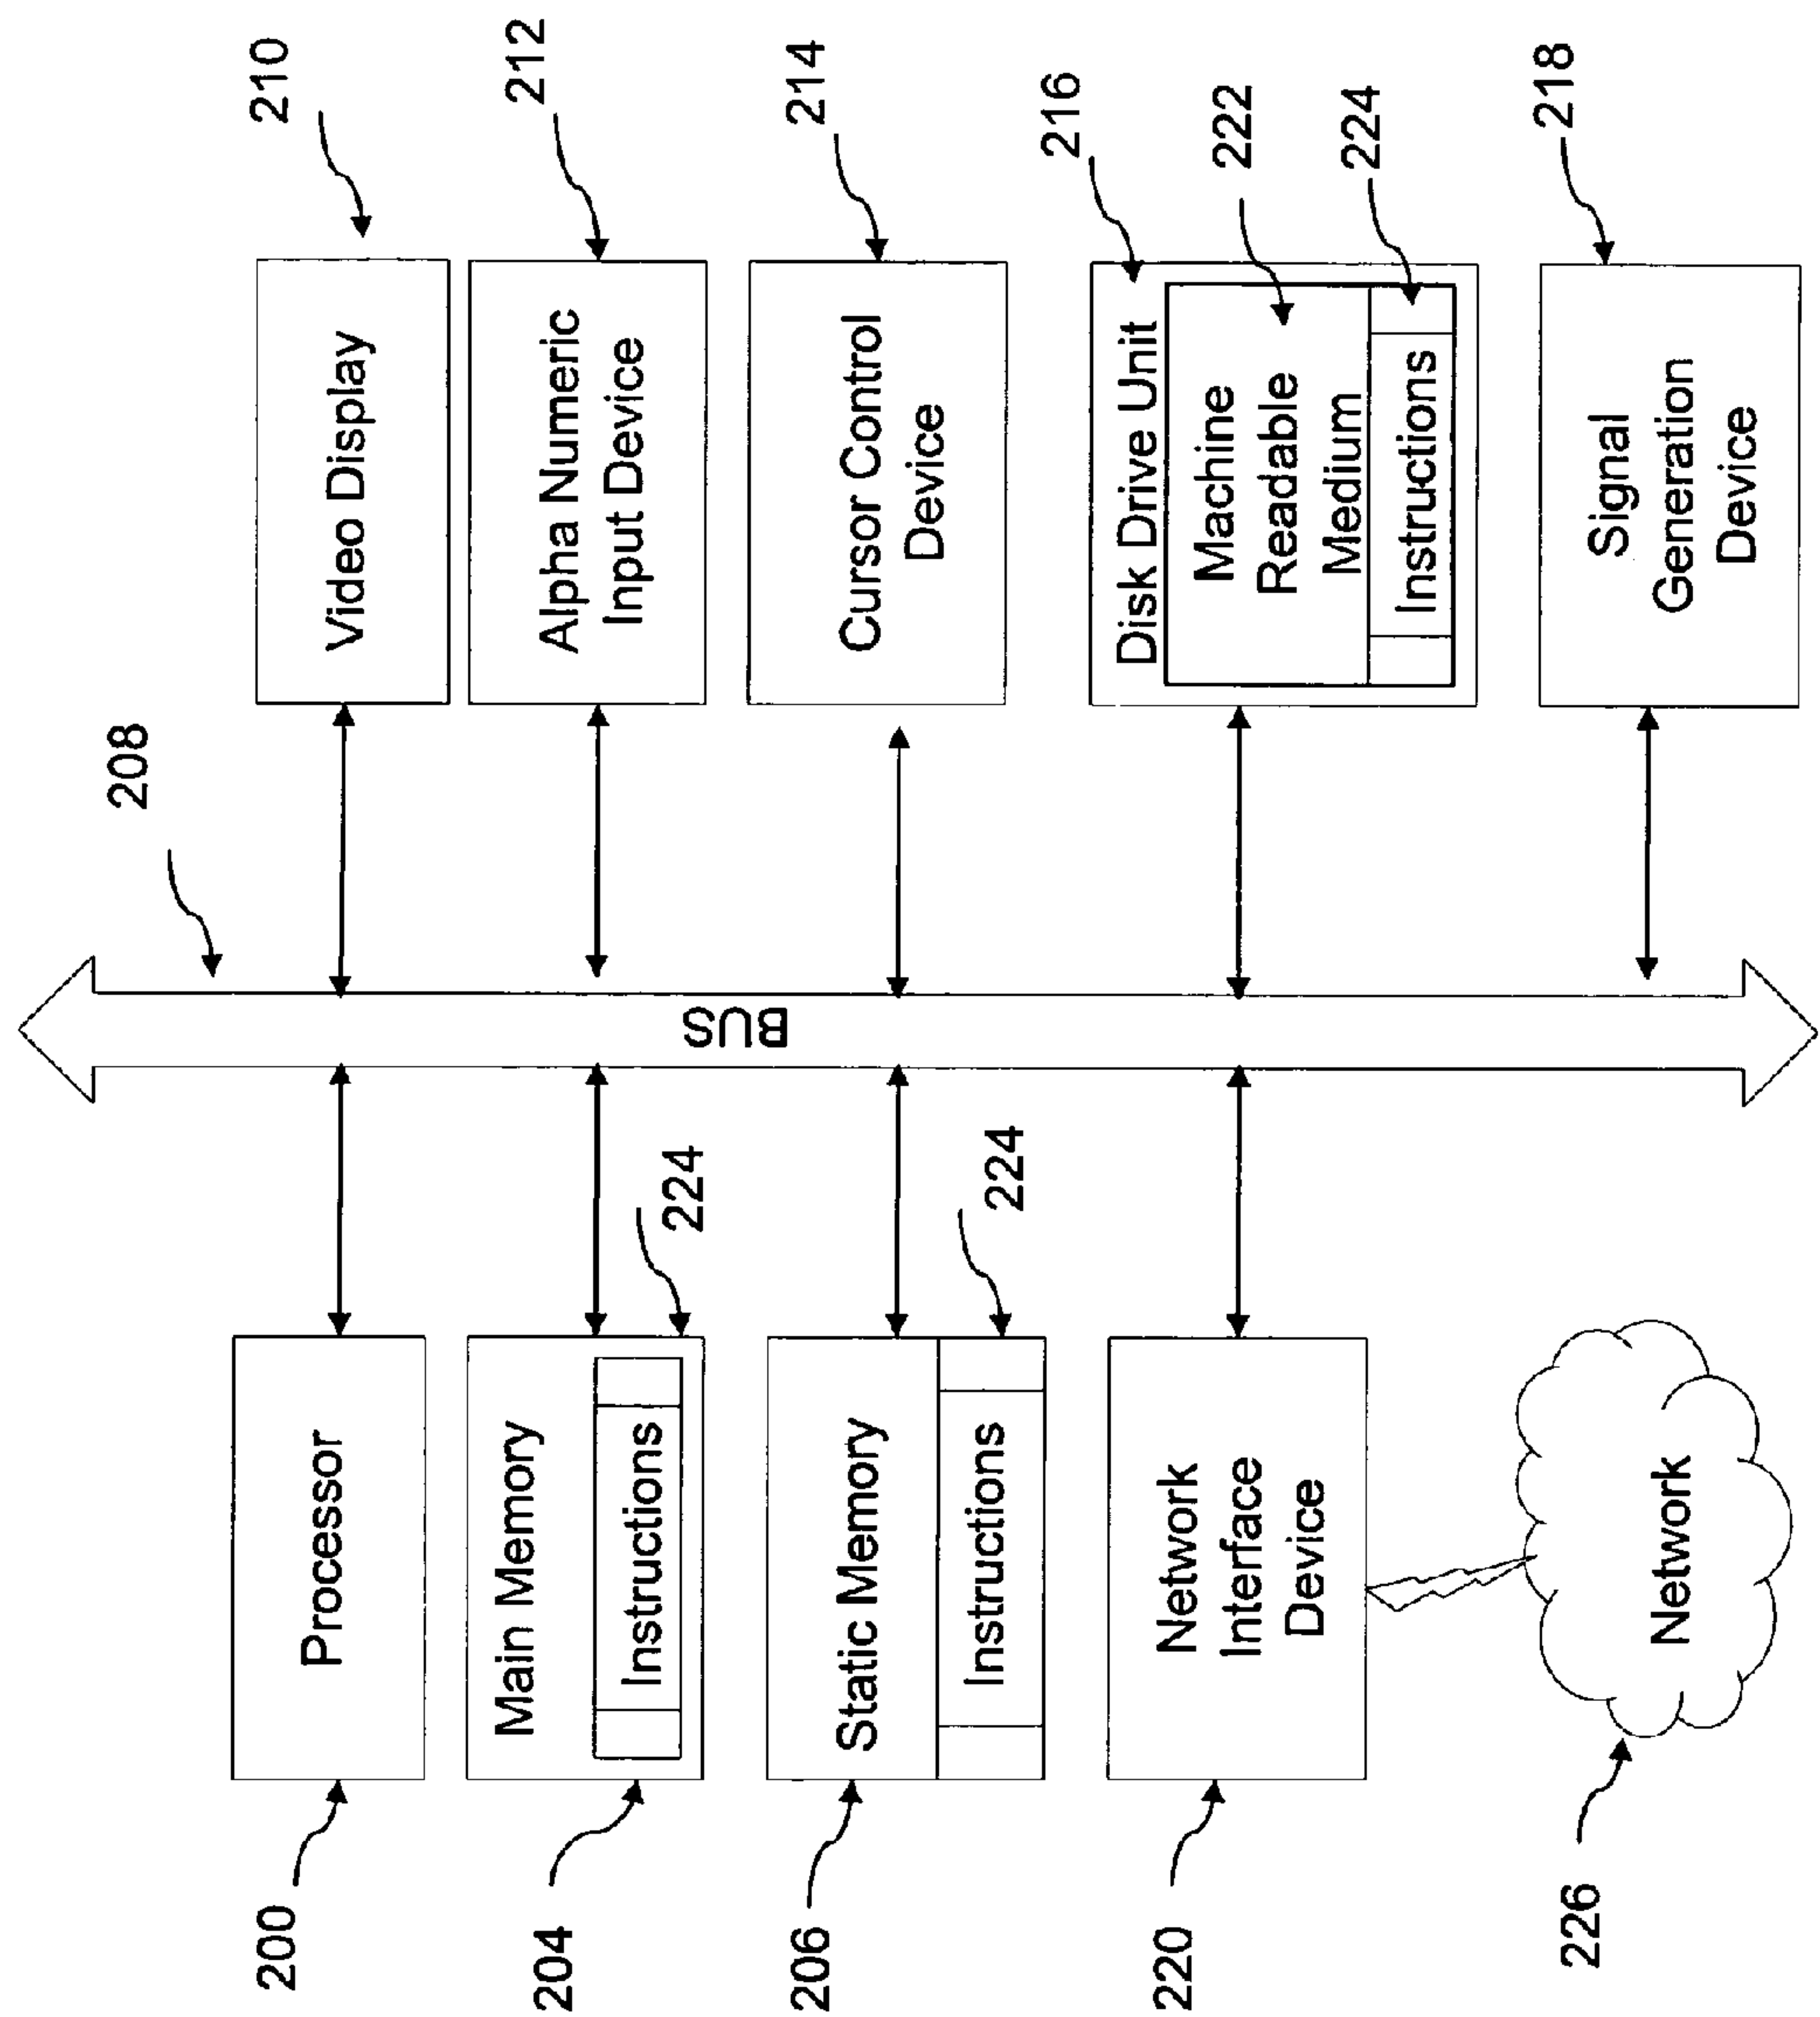 200
Processor
204
Main Memory
Instructions
224
206
Static Memory
Instructions
224
220
Network
Interface
Device
226
Network
208
BUS
210
Video Display
212
Alpha Numeric
Input Device
214
Cursor Control
Device
216
Disk Drive Unit
222
Machine
Readable
Medium
224
Instructions
218
Signal
Generation
Device